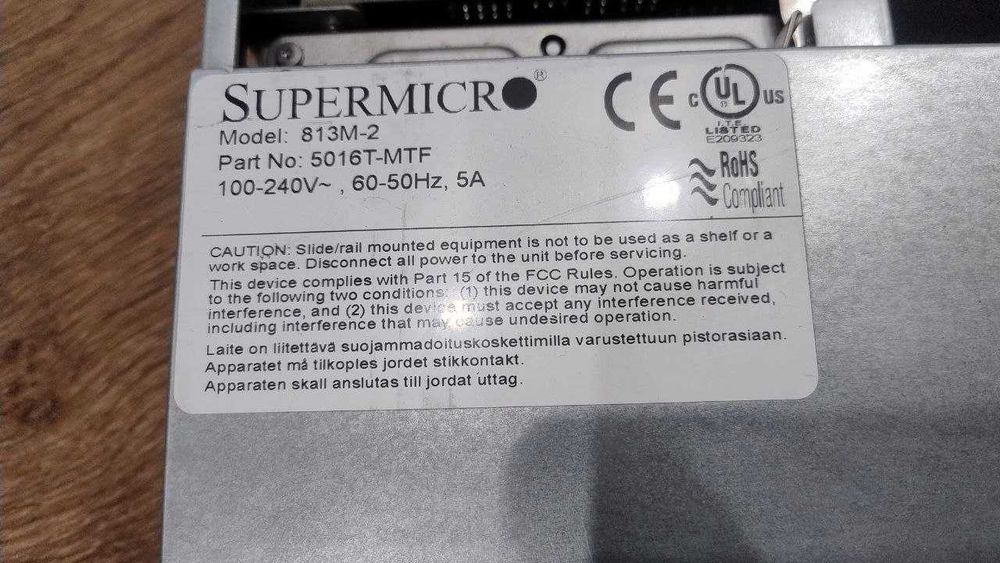 SUPERMICRO®
Model: 813M-2
Part No: 5016T-MTF
100-240V~ , 60-50Hz, 5A
CE
C UL US
I.T.E.
LISTED
E209323
RoHS
Compliant
CAUTION: Slide/rail mounted equipment is not to be used as a shelf or a
work space. Disconnect all power to the unit before servicing.
This device complies with Part 15 of the FCC Rules. Operation is subject
to the following two conditions: (1) this device may not cause harmful
interference, and (2) this device must accept any interference received,
including interference that may cause undesired operation.
Laite on liitettävä suojammadoituskoskettimilla varustettuun pistorasiaan.
Apparatet må tilkoples jordet stikkontakt.
Apparaten skall anslutas till jordat uttag.